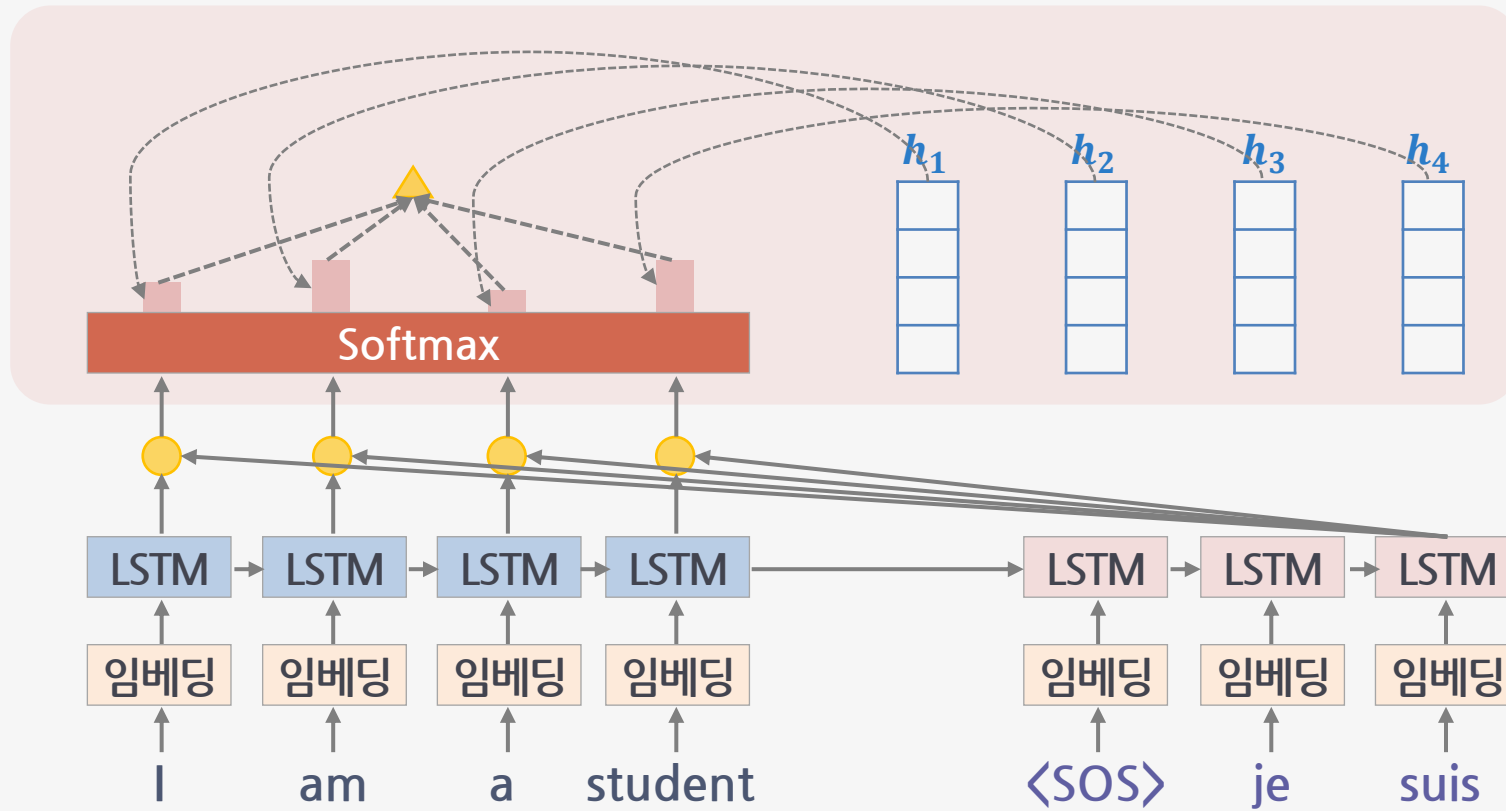 h₁ h₂ h₃ h₄
Softmax
LSTM LSTM LSTM LSTM LSTM LSTM LSTM
임베딩 임베딩 임베딩 임베딩 임베딩 임베딩 임베딩
I am a student <SOS> je suis